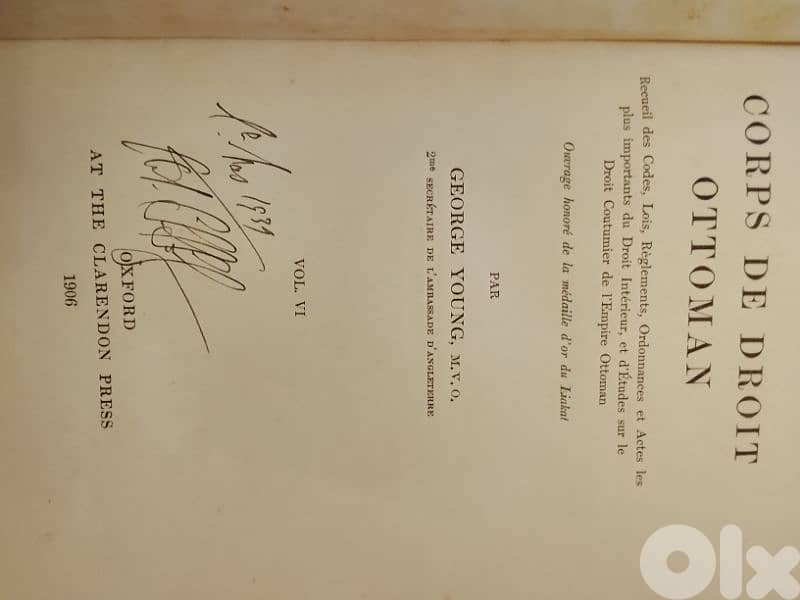 CORPS DE DROIT
OTTOMAN
Recueil des Codes, Lois, Règlements, Ordonnances et Actes les
plus importants du Droit Intérieur, et d'Études sur le
Droit Coutumier de l'Empire Ottoman
Ouvrage honoré de la médaille d'or du Liakat
PAR
GEORGE YOUNG, M.V.O.
2me SECRÉTAIRE DE L'AMBASSADE D'ANGLETERRE
VOL. VI
1939
OXFORD
AT THE CLARENDON PRESS
1906
Olx